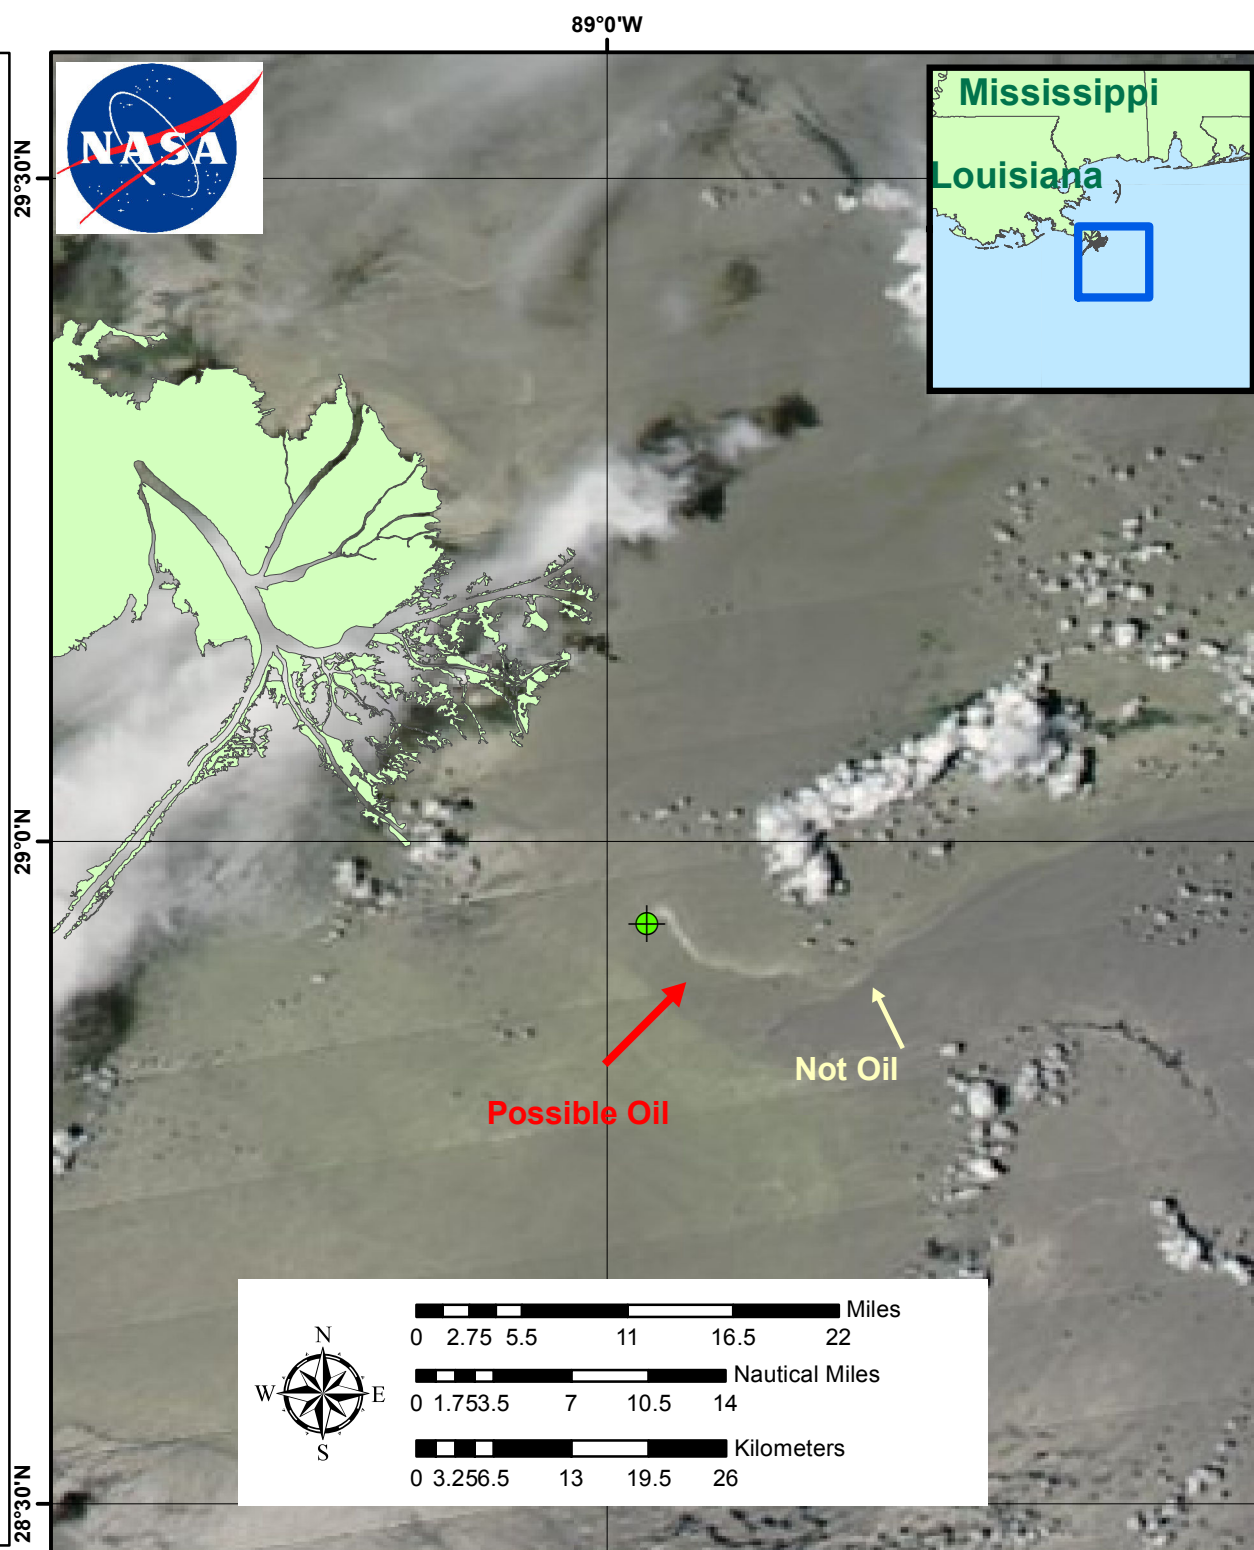 89°0'W
NASA
Mississippi
Louisiana
29°30'N
29°0'N
28°30'N
Possible Oil
Not Oil
Miles
0 2.75 5.5 11 16.5 22
Nautical Miles
0 1.753.5 7 10.5 14
Kilometers
0 3.256.5 13 19.5 26
N
W E
S